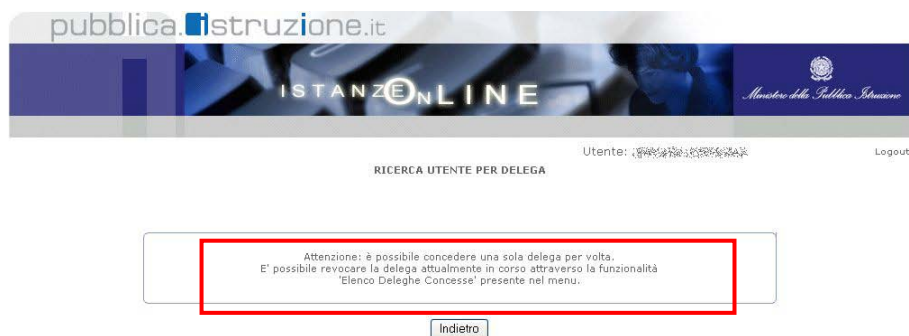 pubblica.istruzione.it
ISTANZE ONLINE
Ministero della Pubblica Istruzione
Utente:
Logout
RICERCA UTENTE PER DELEGA
Attenzione: è possibile concedere una sola delega per volta.
E' possibile revocare la delega attualmente in corso attraverso la funzionalità
'Elenco Deleghe Concesse' presente nel menu.
Indietro